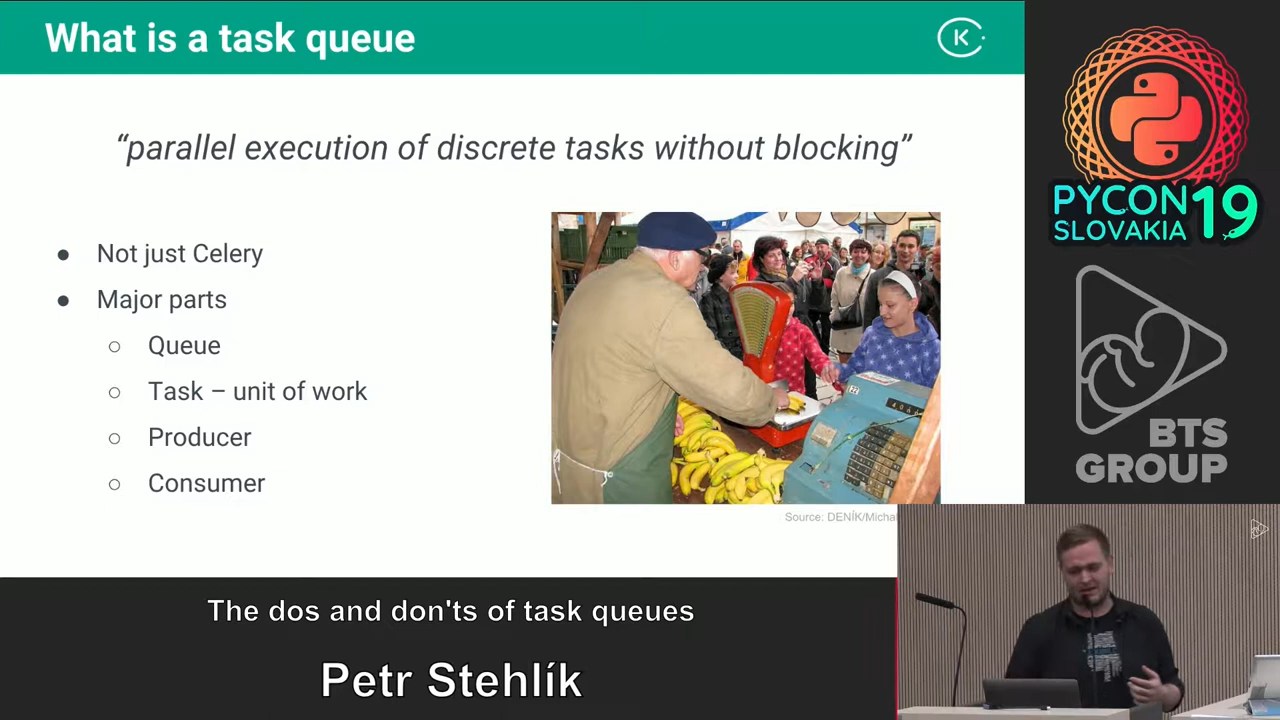 What is a task queue
K
“parallel execution of discrete tasks without blocking”
● Not just Celery
● Major parts
○ Queue
○ Task – unit of work
○ Producer
○ Consumer
Source: DENÍK/Michal
PYCON 19
SLOVAKIA
BTS
GROUP
The dos and don'ts of task queues
Petr Stehlík